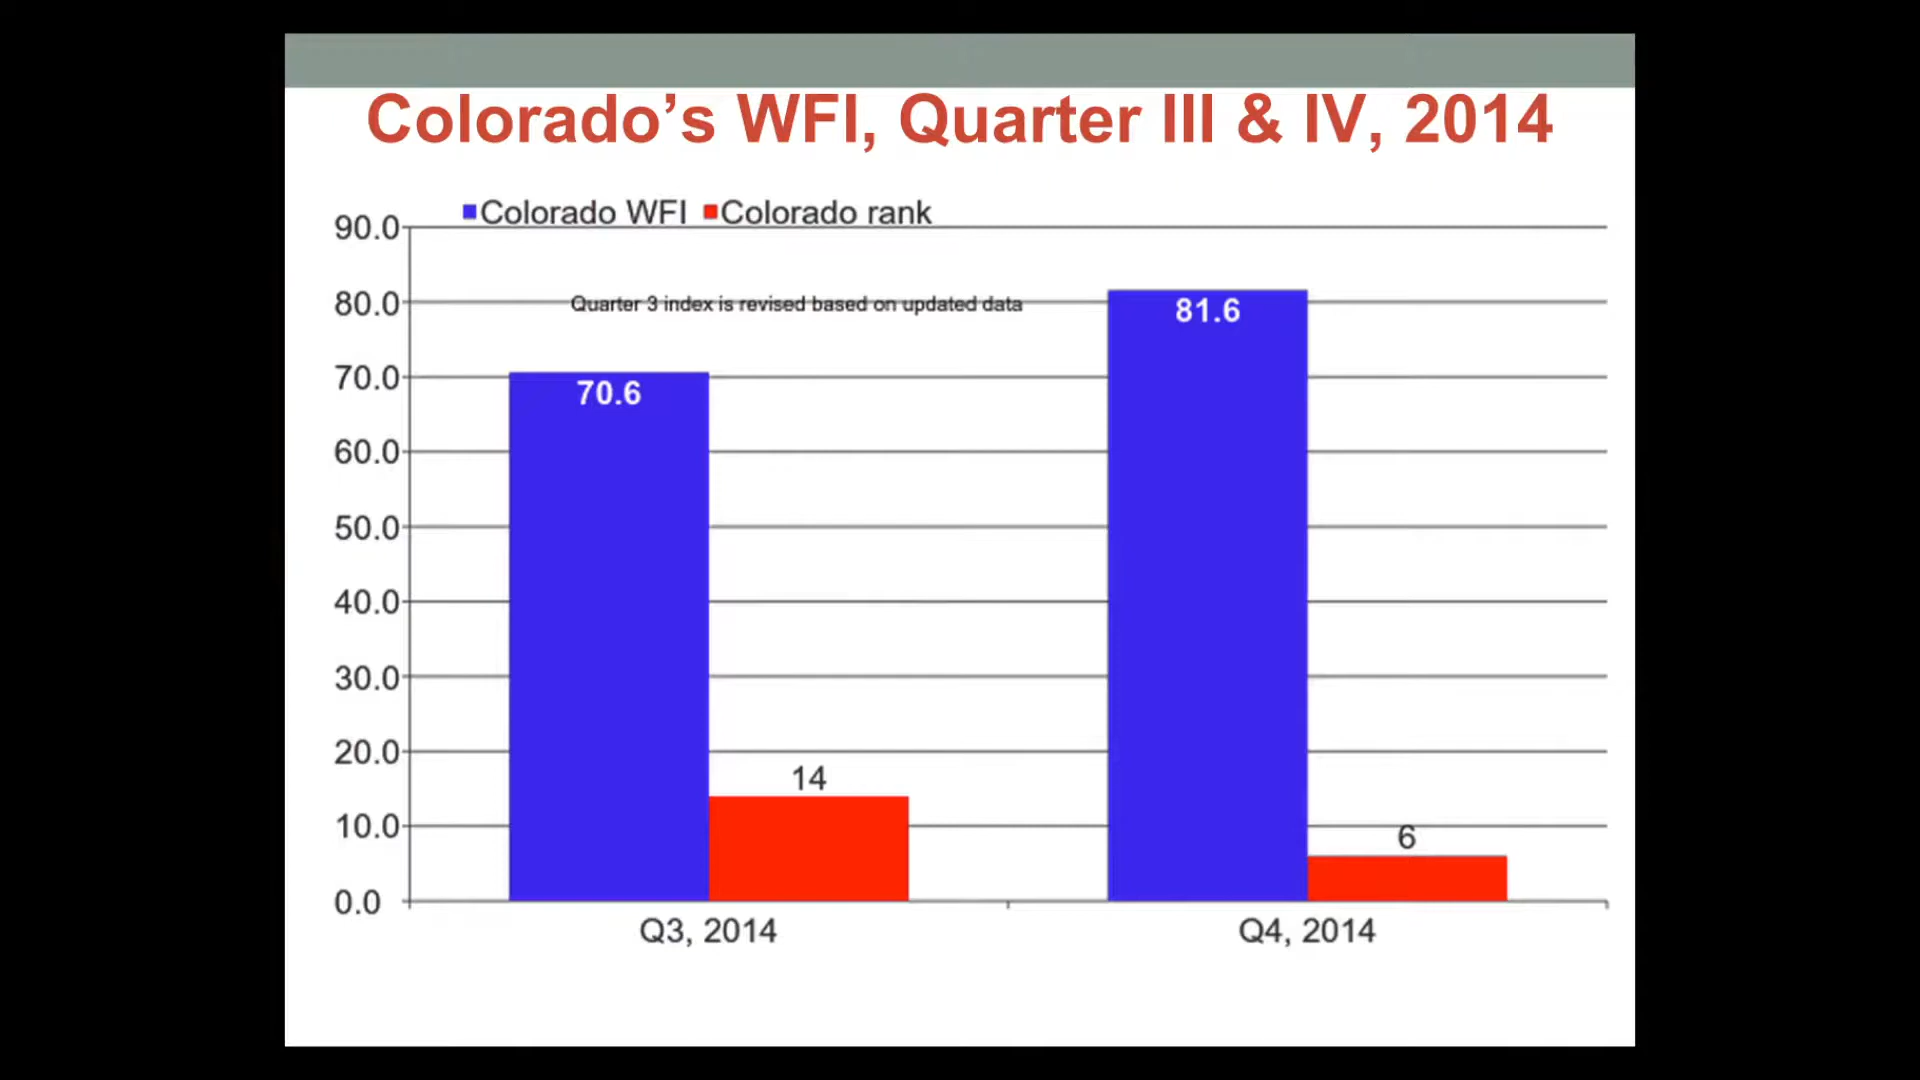 Colorado’s WFI, Quarter III & IV, 2014
Colorado WFI Colorado rank
90.0
80.0
70.0
60.0
50.0
40.0
30.0
20.0
10.0
0.0
Quarter 3 index is revised based on updated data
70.6
14
81.6
6
Q3, 2014
Q4, 2014